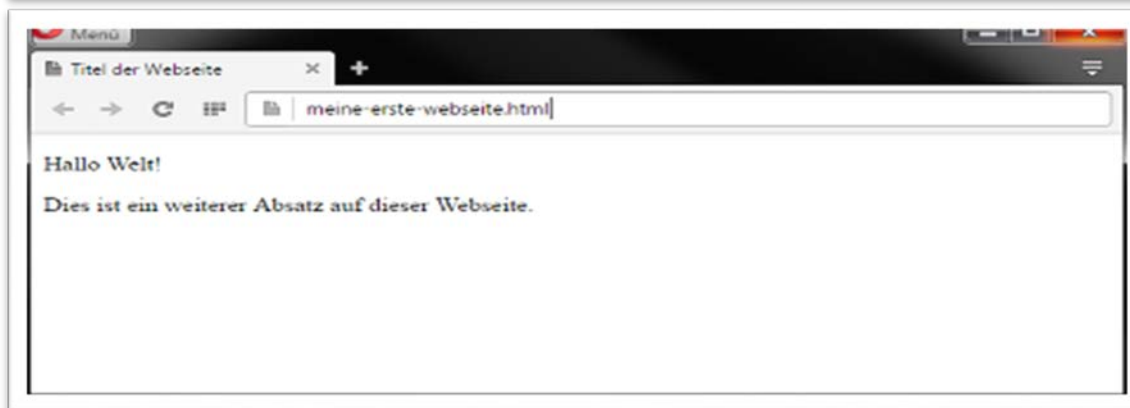 Menü
Titel der Webseite
meine-erste-webseite.html
Hallo Welt!
Dies ist ein weiterer Absatz auf dieser Webseite.